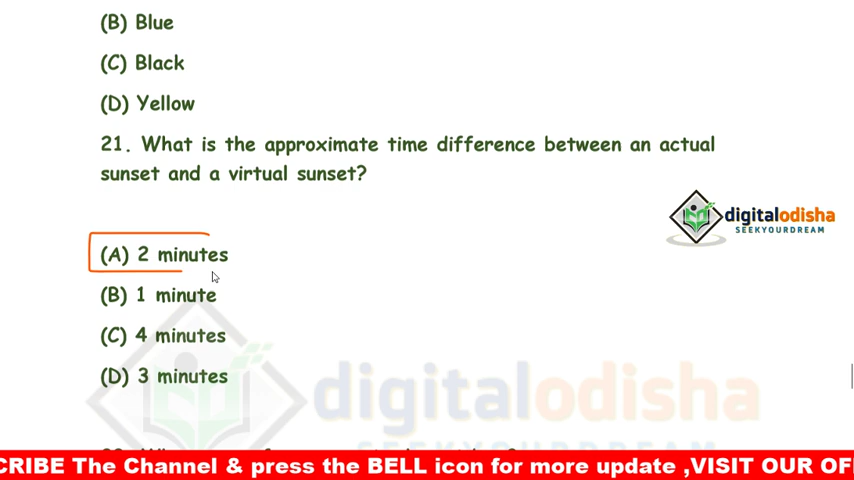 (B) Blue
(C) Black
(D) Yellow
21. What is the approximate time difference between an actual
sunset and a virtual sunset?
digitalodisha
SEEKYOURDREAM
(A) 2 minutes
(B) 1 minute
(C) 4 minutes
(D) 3 minutes
digitalodisha
SEEKYOURDREAM
CRIBE The Channel & press the BELL icon for more update ,VISIT OUR OF